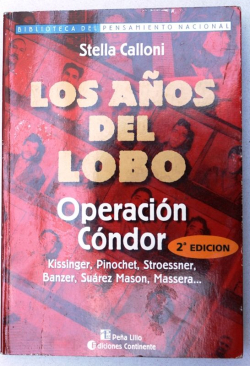 BIBLIOTECA DEL PENSAMIENTO NACIONAL
Stella Calloni
LOS AÑOS
DEL
LOBO
Operación
Cóndor
2ª EDICION
Kissinger, Pinochet, Stroessner,
Banzer, Suárez Mason, Massera...
Peña Lillo
Ediciones Continente